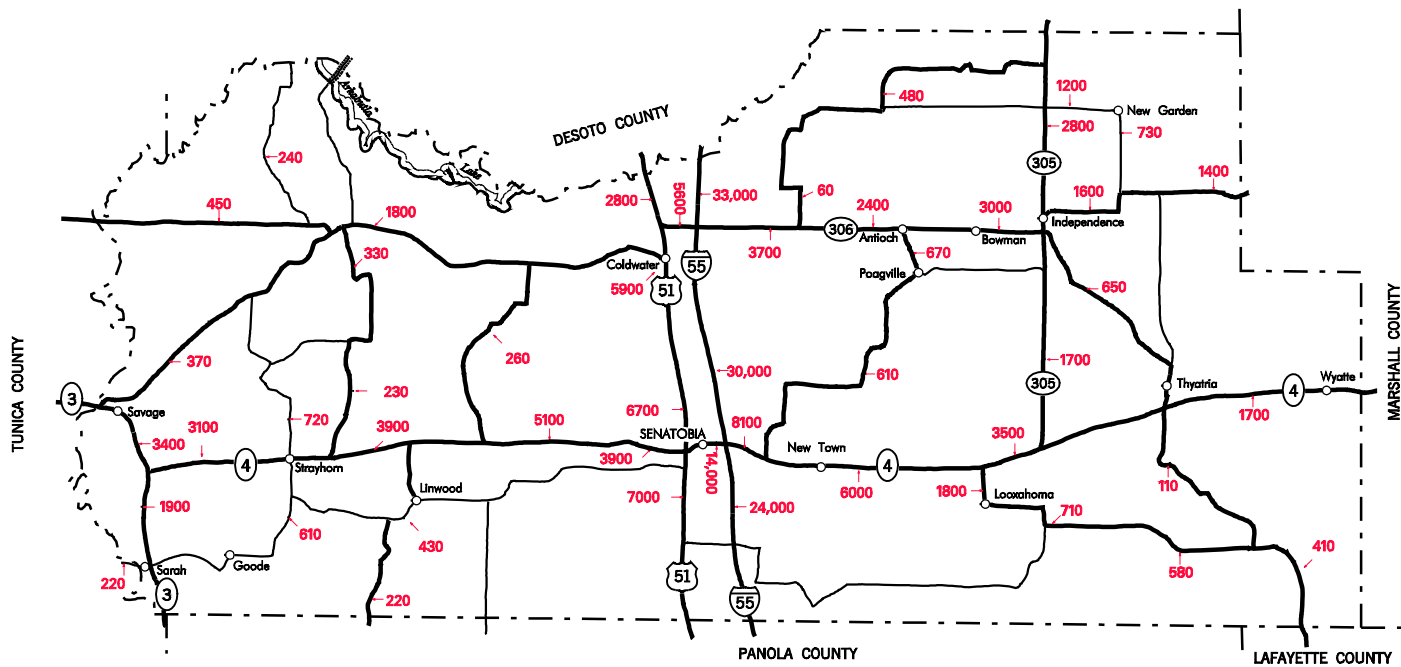 DESOTO COUNTY
Arkabutla
Lake
480
1200
New Garden
2800
730
240
305
1400
1600
Independence
450
1800
2800
5600
33,000
60
2400
3000
306
Antioch
Bowman
330
3700
670
Coldwater
55
Poagville
5900
51
650
MARSHALL COUNTY
TUNICA COUNTY
370
260
30,000
610
1700
305
Thyatria
Wyatte
4
1700
230
3
Savage
720
6700
3100
3900
5100
SENATOBIA
8100
3500
3400
New Town
4
Strayhorn
3900
14,000
4
6000
1800
Looxahoma
110
Linwood
7000
24,000
1900
610
430
710
Goode
Sarah
220
580
410
3
220
51
55
PANOLA COUNTY
LAFAYETTE COUNTY